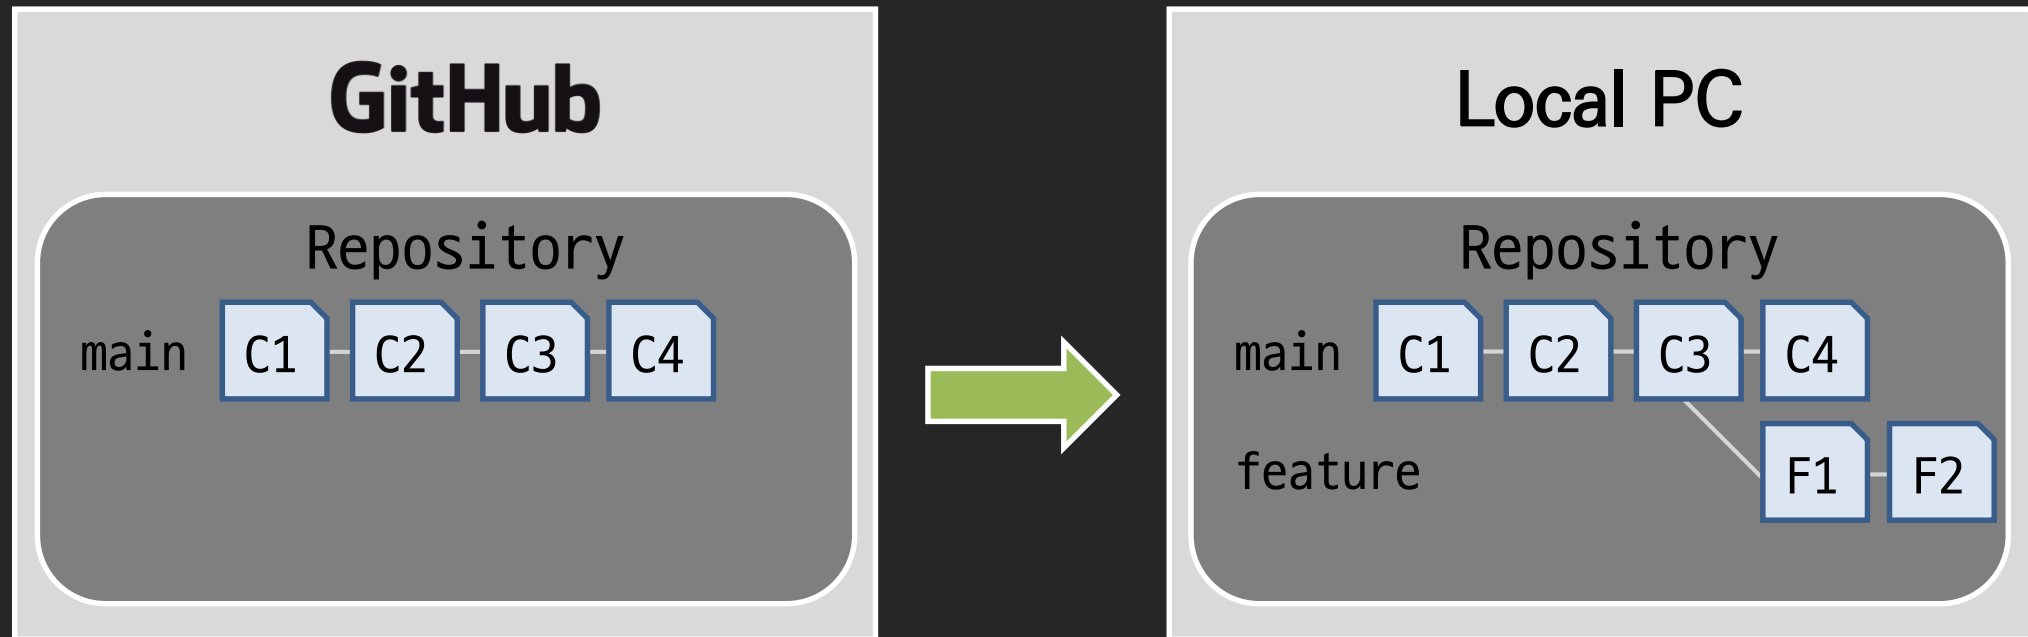 GitHub
Repository
main C1 C2 C3 C4
Local PC
Repository
main C1 C2 C3 C4
feature F1 F2